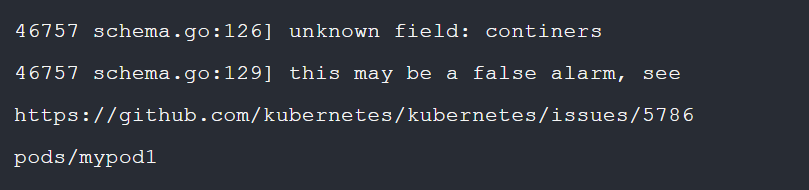 46757 schema.go:126] unknown field: continers
46757 schema.go:129] this may be a false alarm, see
https://github.com/kubernetes/kubernetes/issues/5786
pods/mypod1